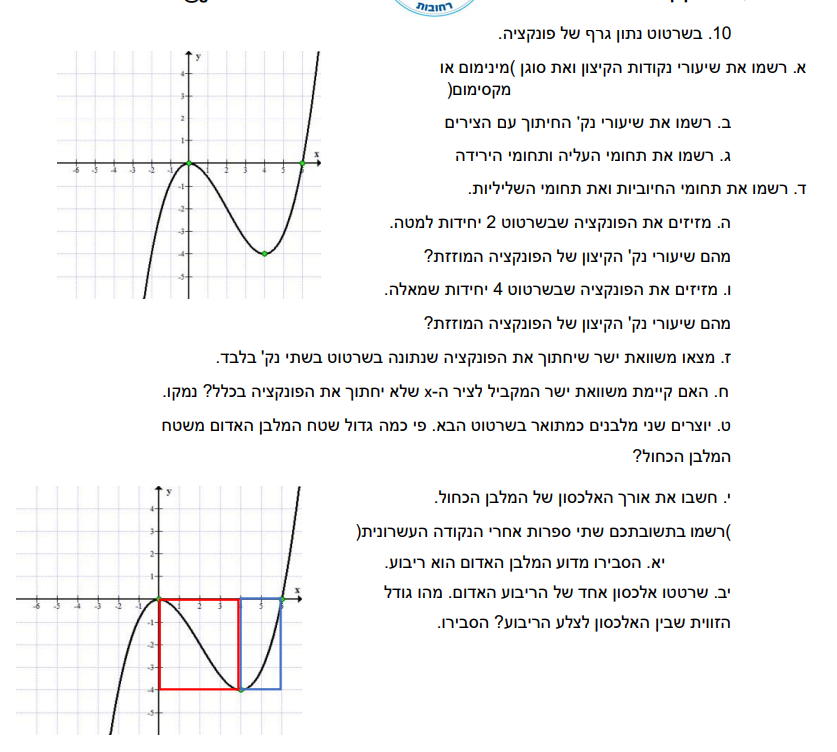 רחובות
10. בשרטוט נתון גרף של פונקציה.
א. רשמו את שיעורי נקודות הקיצון ואת סוגן )מינימום או
מקסימום(
ב. רשמו את שיעורי נק' החיתוך עם הצירים
ג. רשמו את תחומי העליה ותחומי הירידה
ד. רשמו את תחומי החיוביות ואת תחומי השליליות.
ה. מזיזים את הפונקציה שבשרטוט 2 יחידות למטה.
מהם שיעורי נק' הקיצון של הפונקציה המוזזת?
ו. מזיזים את הפונקציה שבשרטוט 4 יחידות שמאלה.
מהם שיעורי נק' הקיצון של הפונקציה המוזזת?
ז. מצאו משוואת ישר שיחתוך את הפונקציה שנתונה בשרטוט בשתי נק' בלבד.
ח. האם קיימת משוואת ישר המקביל לציר ה-x שלא יחתוך את הפונקציה בכלל? נמקו.
ט. יוצרים שני מלבנים כמתואר בשרטוט הבא. פי כמה גדול שטח המלבן האדום משטח
המלבן הכחול?
י. חשבו את אורך האלכסון של המלבן הכחול.
)רשמו בתשובתכם שתי ספרות אחרי הנקודה העשרונית(
יא. הסבירו מדוע המלבן האדום הוא ריבוע.
יב. שרטטו אלכסון אחד של הריבוע האדום. מהו גודל
הזווית שבין האלכסון לצלע הריבוע? הסבירו.
y
4
3
2
1
x
-6 -5 -4 -3 -2 -1 1 2 3 4 5 6
-1
-2
-3
-4
-5
y
4
3
2
1
x
-6 -5 -4 -3 -2 -1 1 2 3 5 6
-1
-2
-3
-4
-5